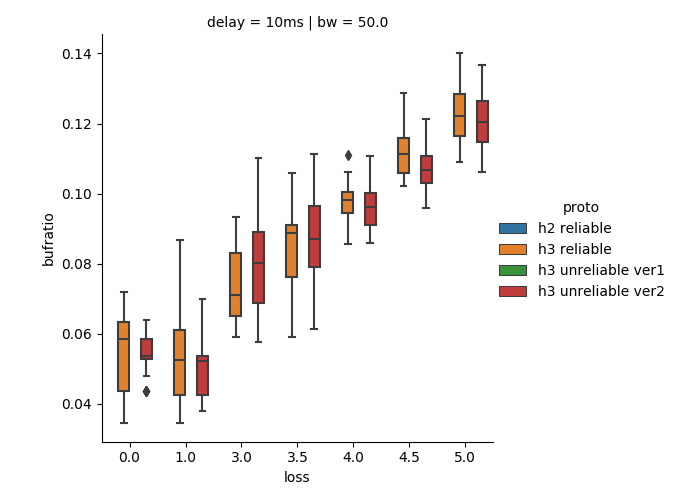 delay = 10ms | bw = 50.0
0.14
0.12
0.10
0.08
0.06
0.04
bufratio
0.0 1.0 3.0 3.5 4.0 4.5 5.0
loss
proto
h2 reliable
h3 reliable
h3 unreliable ver1
h3 unreliable ver2